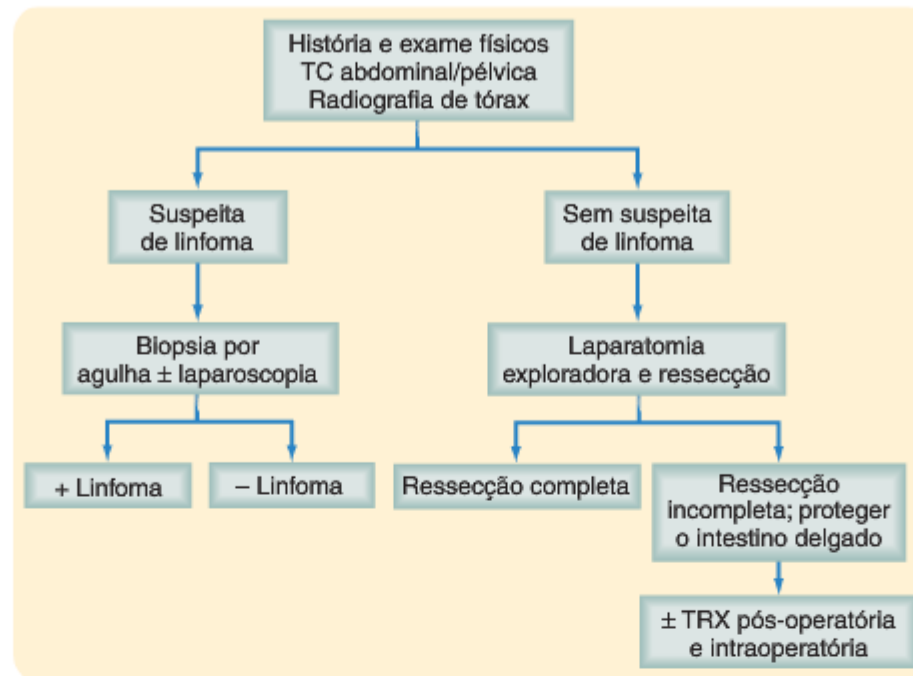 História e exame físicos
TC abdominal/pélvica
Radiografia de tórax
Suspeita
de linfoma
Sem suspeita
de linfoma
Biopsia por
agulha ± laparoscopia
Laparatomia
exploradora e ressecção
+ Linfoma
– Linfoma
Ressecção completa
Ressecção
incompleta; proteger
o intestino delgado
± TRX pós-operatória
e intraoperatória